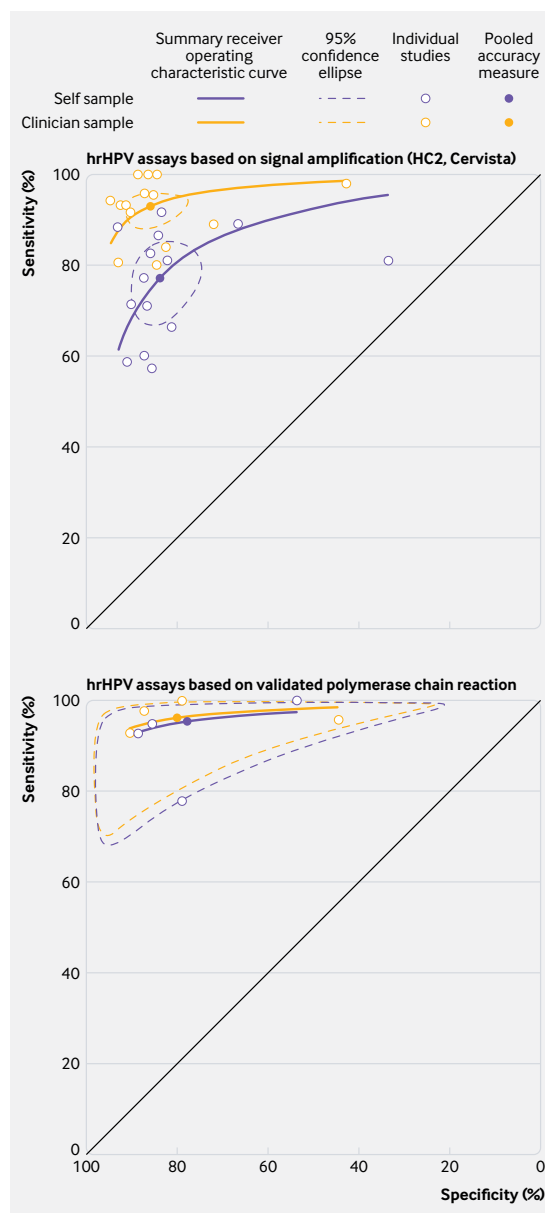 Summary receiver operating characteristic curve
95% confidence ellipse
Individual studies
Pooled accuracy measure
Self sample
Clinician sample
hrHPV assays based on signal amplification (HC2, Cervista)
Sensitivity (%)
100
80
60
40
20
0
hrHPV assays based on validated polymerase chain reaction
Sensitivity (%)
100
80
60
40
20
0
100 80 60 40 20 0
Specificity (%)